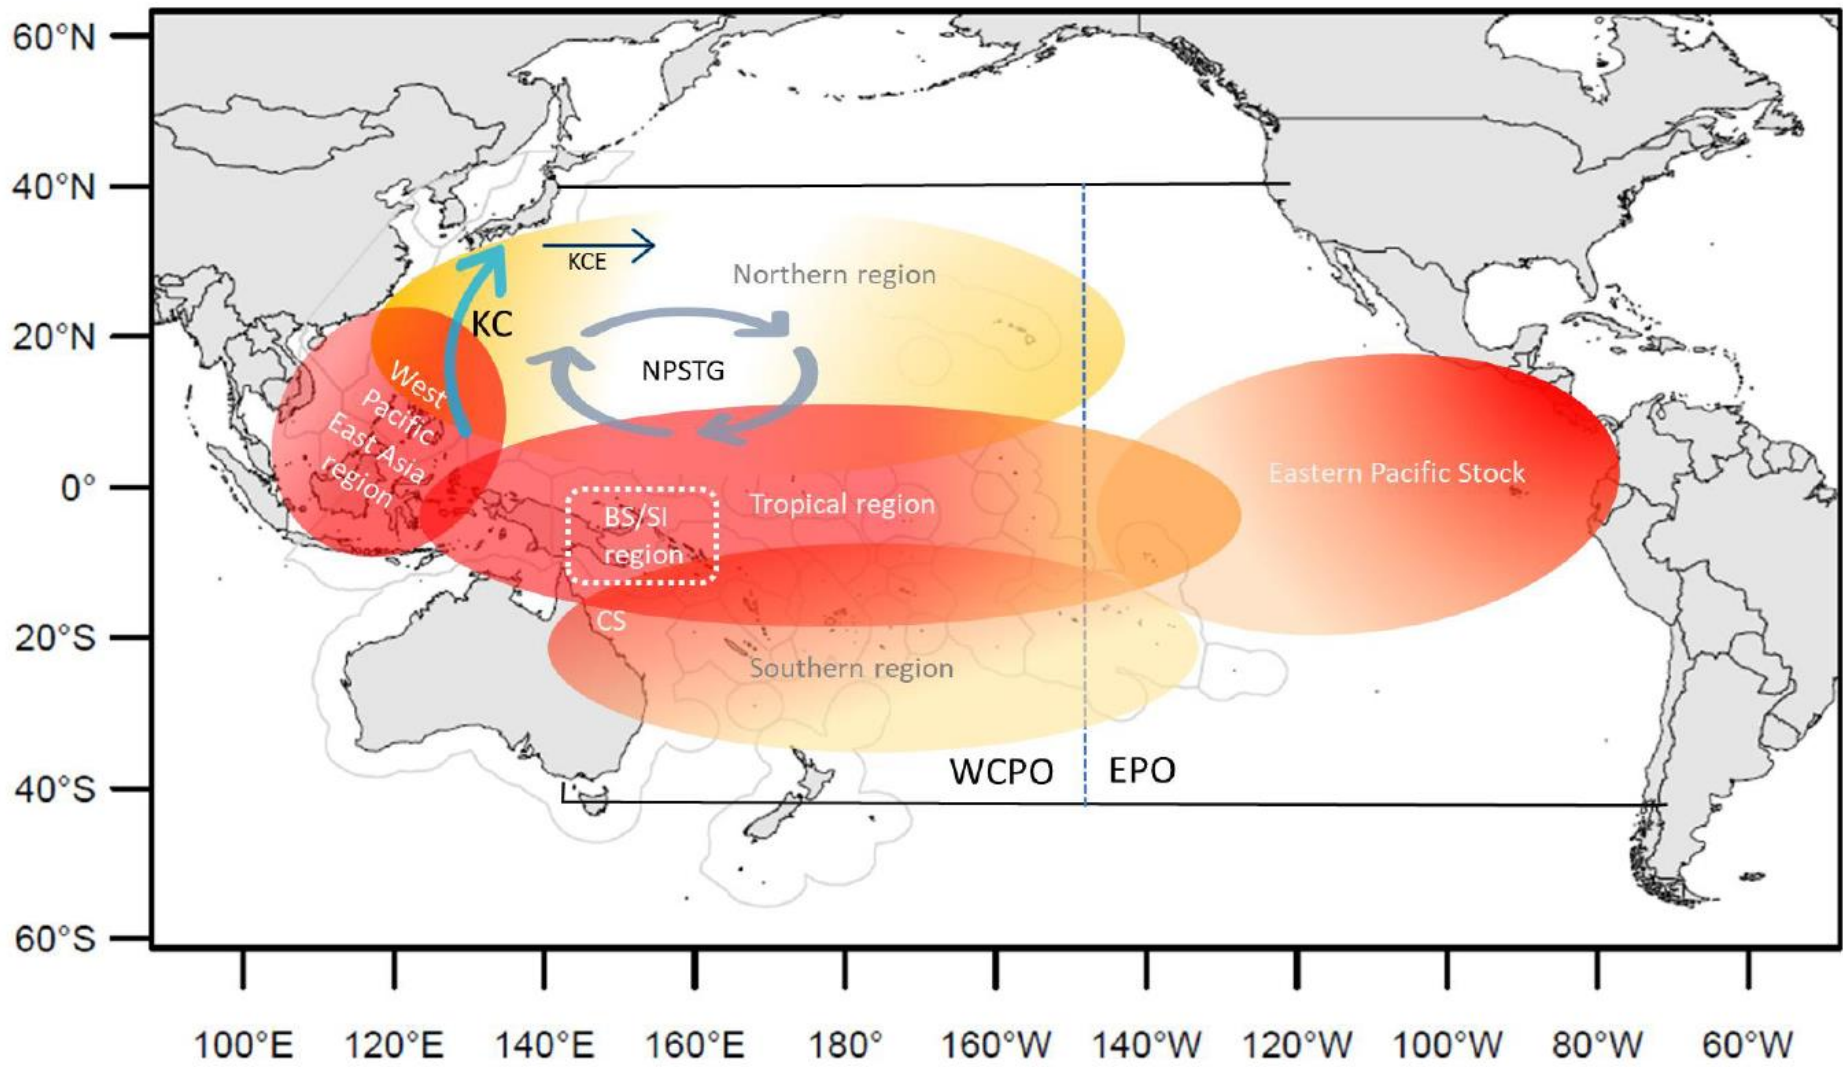 60°N
40°N
20°N
0°
20°S
40°S
60°S
KCE
Northern region
KC
NPSTG
West
Pacific
East Asia
region
Eastern Pacific Stock
Tropical region
BS/SI
region
CS
Southern region
WCPO
EPO
100°E
120°E
140°E
160°E
180°
160°W
140°W
120°W
100°W
80°W
60°W